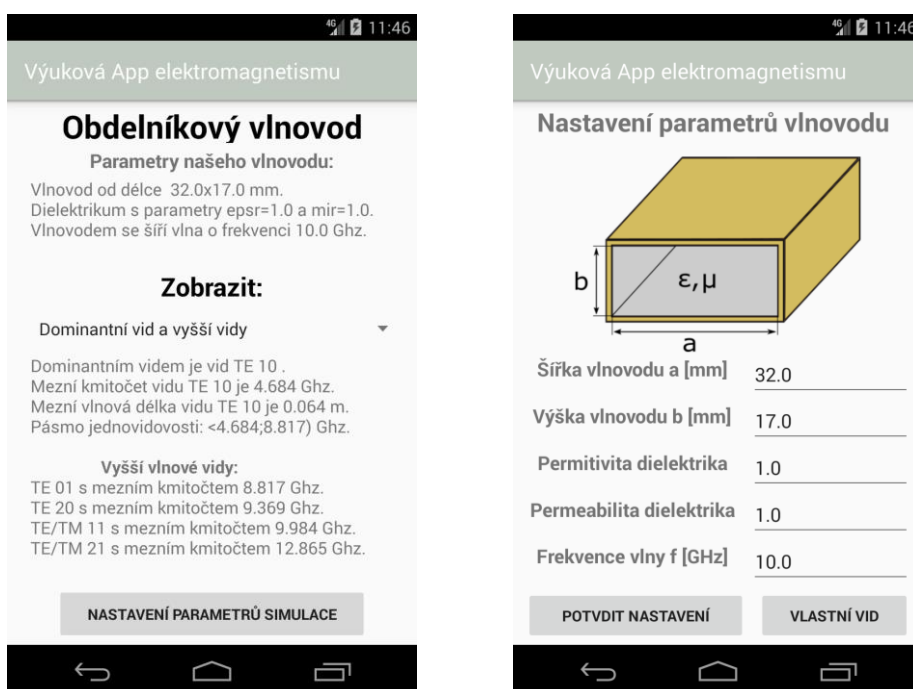 4G 11:46
Výuková App elektromagnetismu
Obdelníkový vlnovod
Parametry našeho vlnovodu:
Vlnovod od délce 32.0x17.0 mm.
Dielektrikum s parametry epsr=1.0 a mir=1.0.
Vlnovodem se šíří vlna o frekvenci 10.0 Ghz.
Zobrazit:
Dominantní vid a vyšší vidy
Dominantním videm je vid TE 10 .
Mezní kmitočet vidu TE 10 je 4.684 Ghz.
Mezní vlnová délka vidu TE 10 je 0.064 m.
Pásmo jednovidovosti: <4.684;8.817) Ghz.
Vyšší vlnové vidy:
TE 01 s mezním kmitočtem 8.817 Ghz.
TE 20 s mezním kmitočtem 9.369 Ghz.
TE/TM 11 s mezním kmitočtem 9.984 Ghz.
TE/TM 21 s mezním kmitočtem 12.865 Ghz.
NASTAVENÍ PARAMETRŮ SIMULACE
4G 11:46
Výuková App elektromagnetismu
Nastavení parametrů vlnovodu
b ε,μ
a
Šířka vlnovodu a [mm] 32.0
Výška vlnovodu b [mm] 17.0
Permitivita dielektrika 1.0
Permeabilita dielektrika 1.0
Frekvence vlny f [GHz] 10.0
POTVDIT NASTAVENÍ VLASTNÍ VID